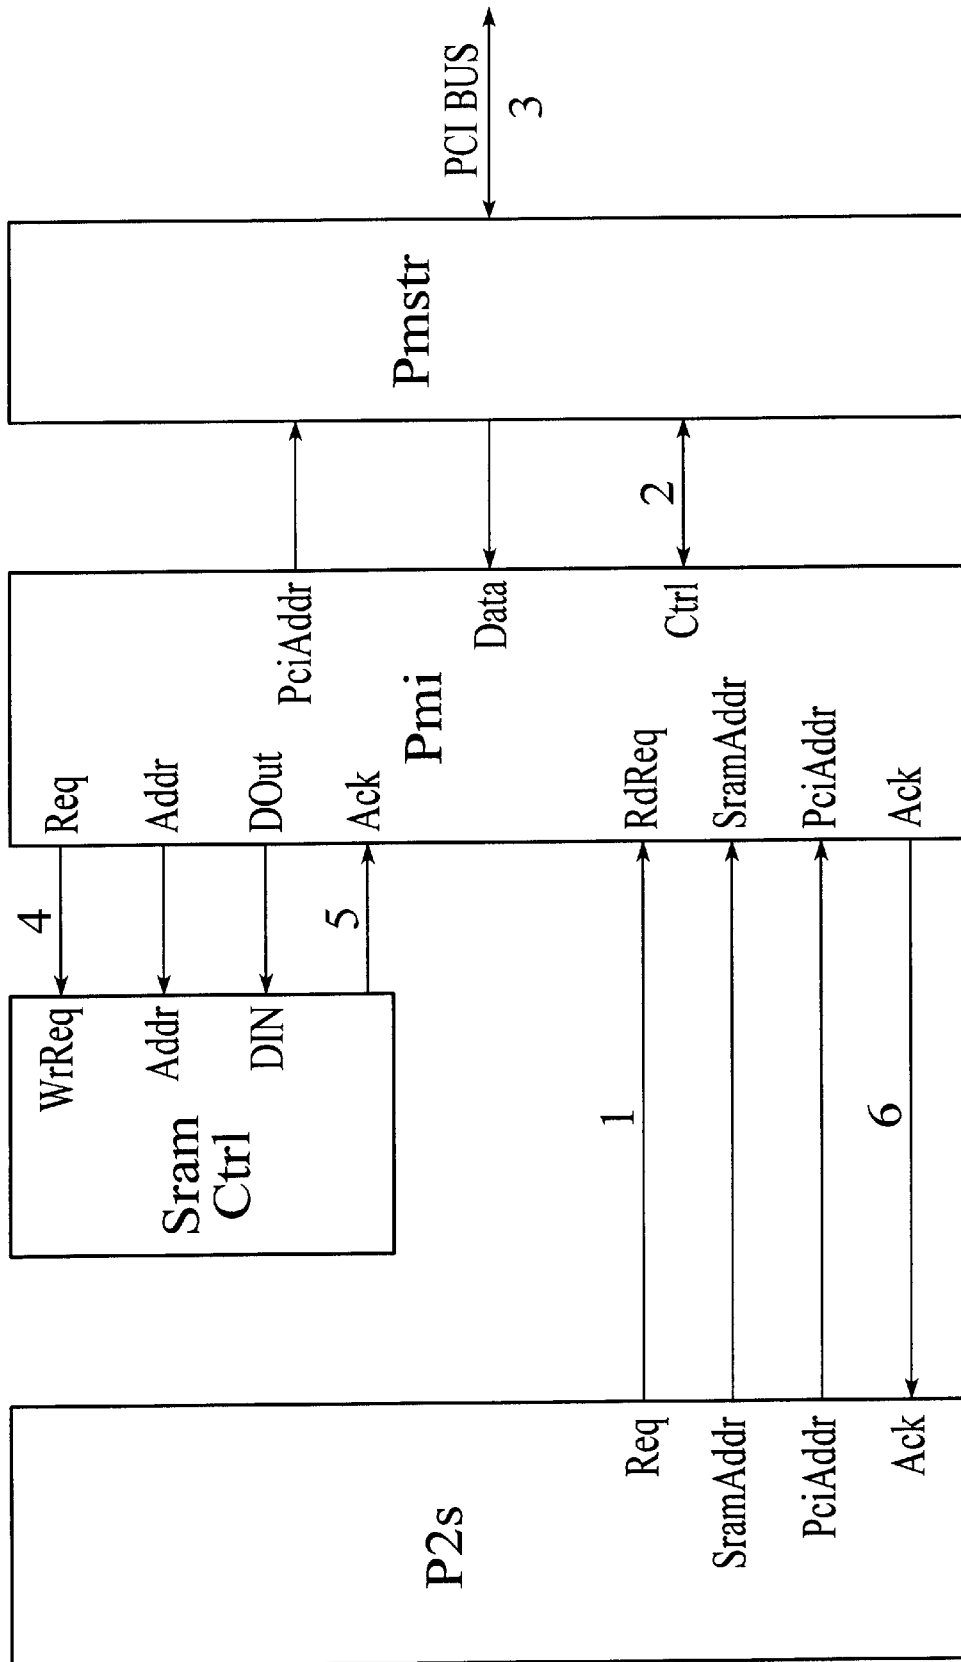 P2s
Req
SramAddr
PciAddr
Ack
Sram
Ctrl
WrReq
Addr
DIN
4
5
1
6
Pmi
Req
Addr
DOut
Ack
RdReq
SramAddr
PciAddr
Ack
PciAddr
Data
Ctrl
2
Pmstr
PCI BUS
3